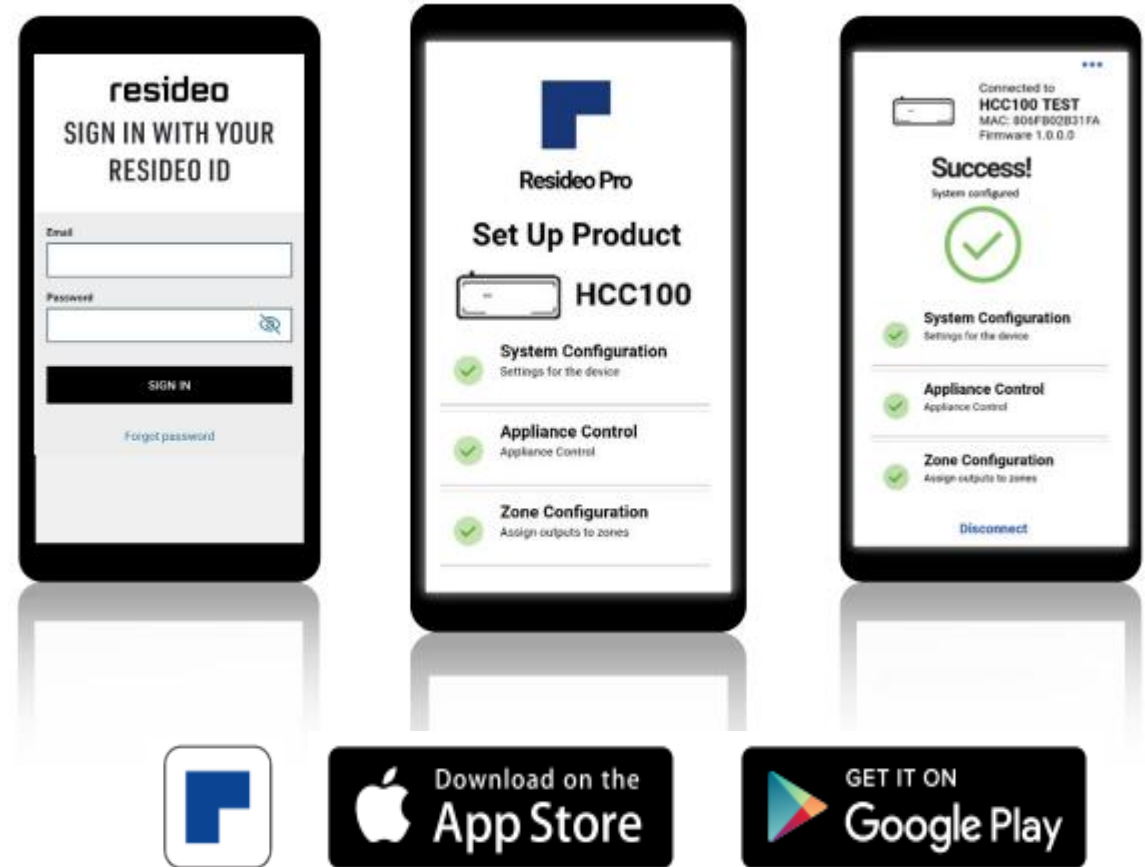 resideo
SIGN IN WITH YOUR
RESIDEO ID
Email
Password
SIGN IN
Forgot password
Resideo Pro
Set Up Product
HCC100
System Configuration
Settings for the device
Appliance Control
Appliance Control
Zone Configuration
Assign outputs to zones
Connected to
HCC100 TEST
MAC: 806FB02B31FA
Firmware 1.0.0.0
Success!
System configured
System Configuration
Settings for the device
Appliance Control
Appliance Control
Zone Configuration
Assign outputs to zones
Disconnect
Download on the
App Store
GET IT ON
Google Play